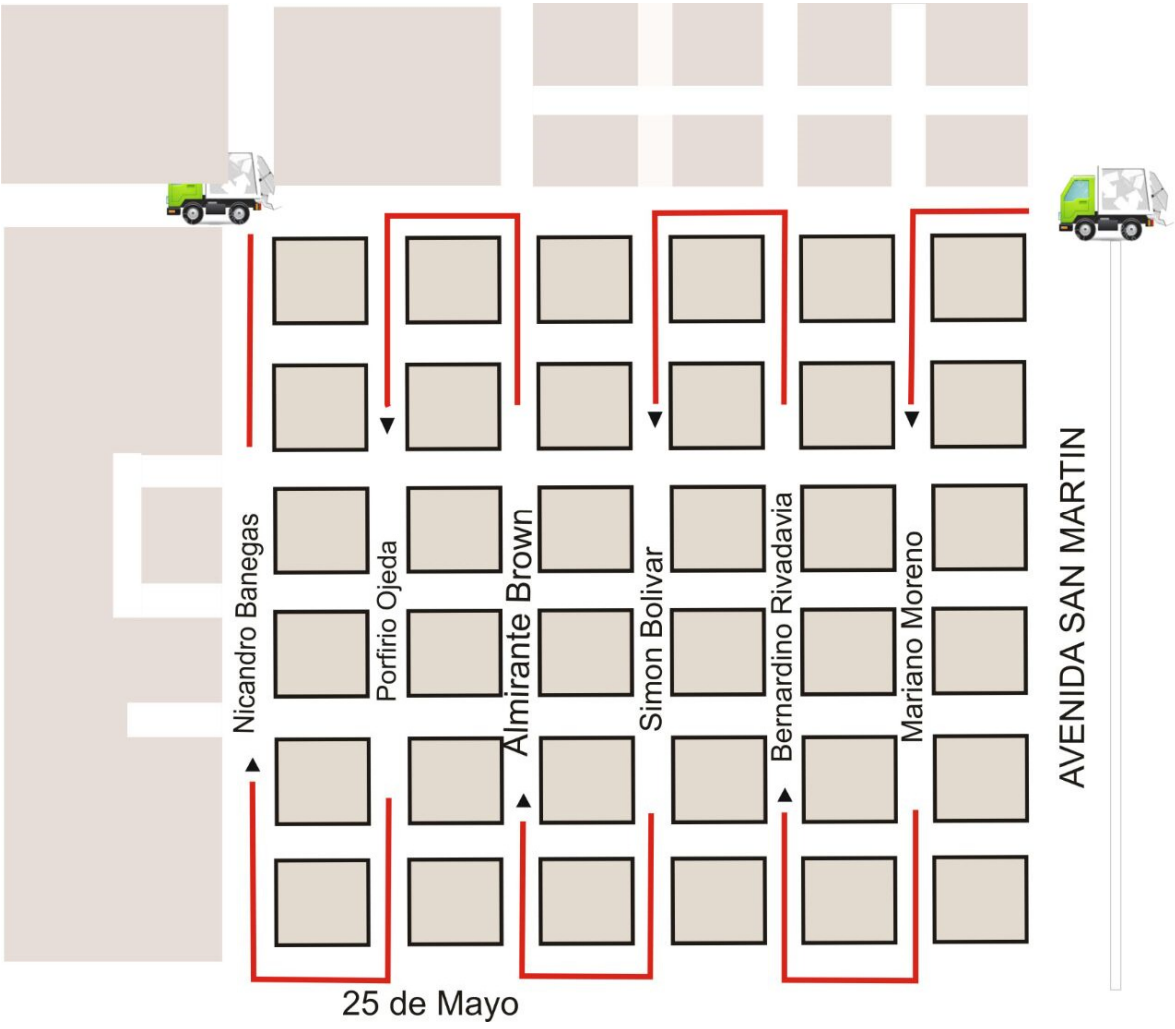 Nicandro Banegas
Porfirio Ojeda
Almirante Brown
Simon Bolivar
Bernardino Rivadavia
Mariano Moreno
AVENIDA SAN MARTIN
25 de Mayo